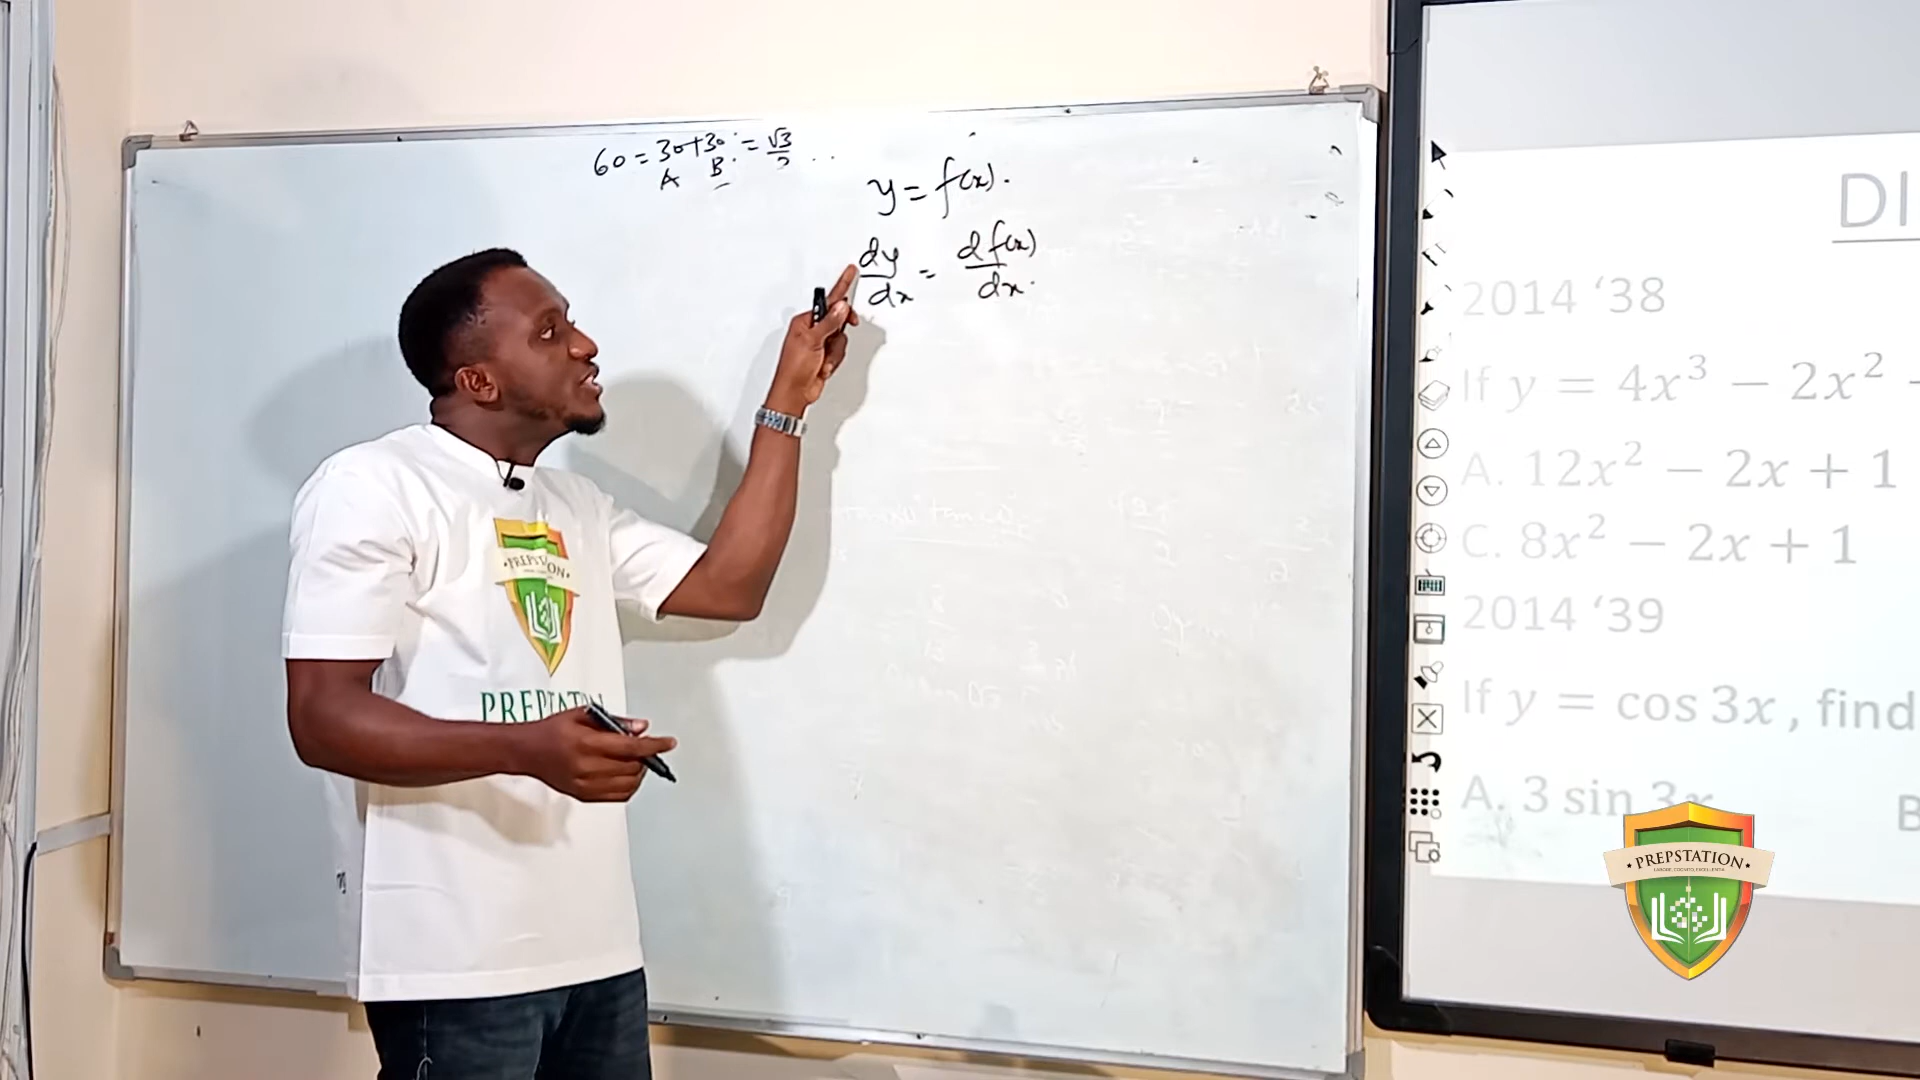 60 = 30+30 = √3/2 ..
A B
y = f(x).
dy/dx = d f(x)/dx.
PREPSTATION
PREPSTATION
DI
2014 ‘38
If y = 4x³ − 2x² -
A. 12x² − 2x + 1
C. 8x² − 2x + 1
2014 ‘39
If y = cos 3x , find
A. 3 sin 3x
B
PREPSTATION